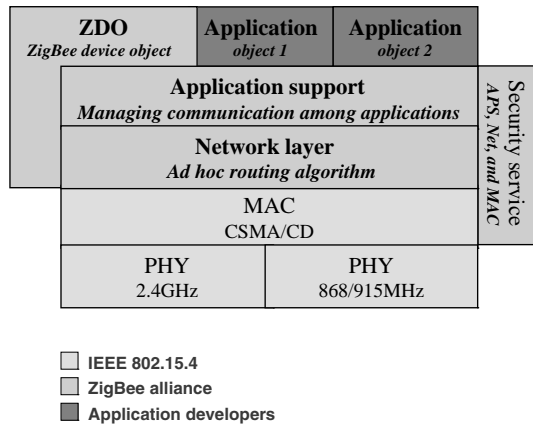 ZDO
ZigBee device object
Application
object 1
Application
object 2
Application support
Managing communication among applications
Network layer
Ad hoc routing algorithm
MAC
CSMA/CD
PHY
2.4GHz
PHY
868/915MHz
Security service
APS, Net, and MAC
IEEE 802.15.4
ZigBee alliance
Application developers